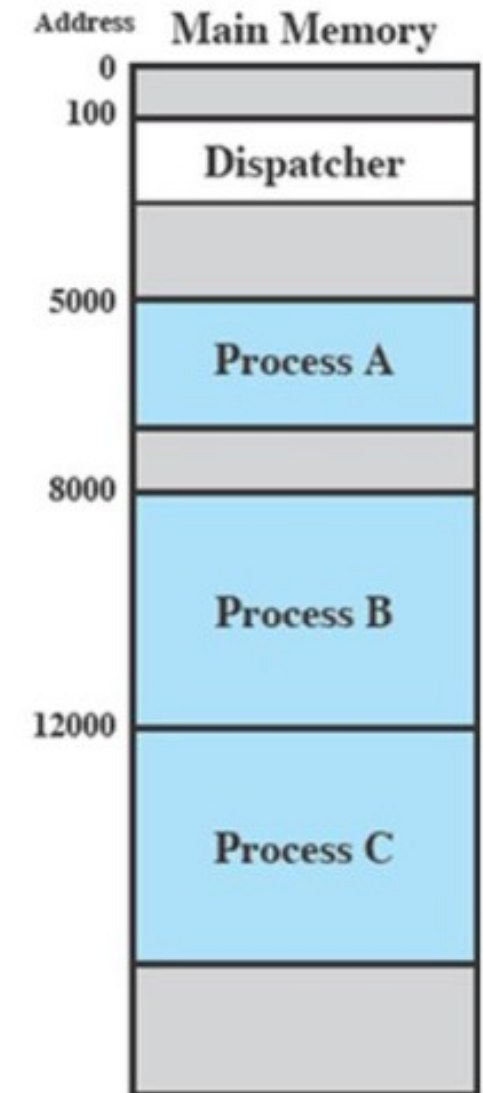 Address Main Memory
0
100
Dispatcher
5000
Process A
8000
Process B
12000
Process C